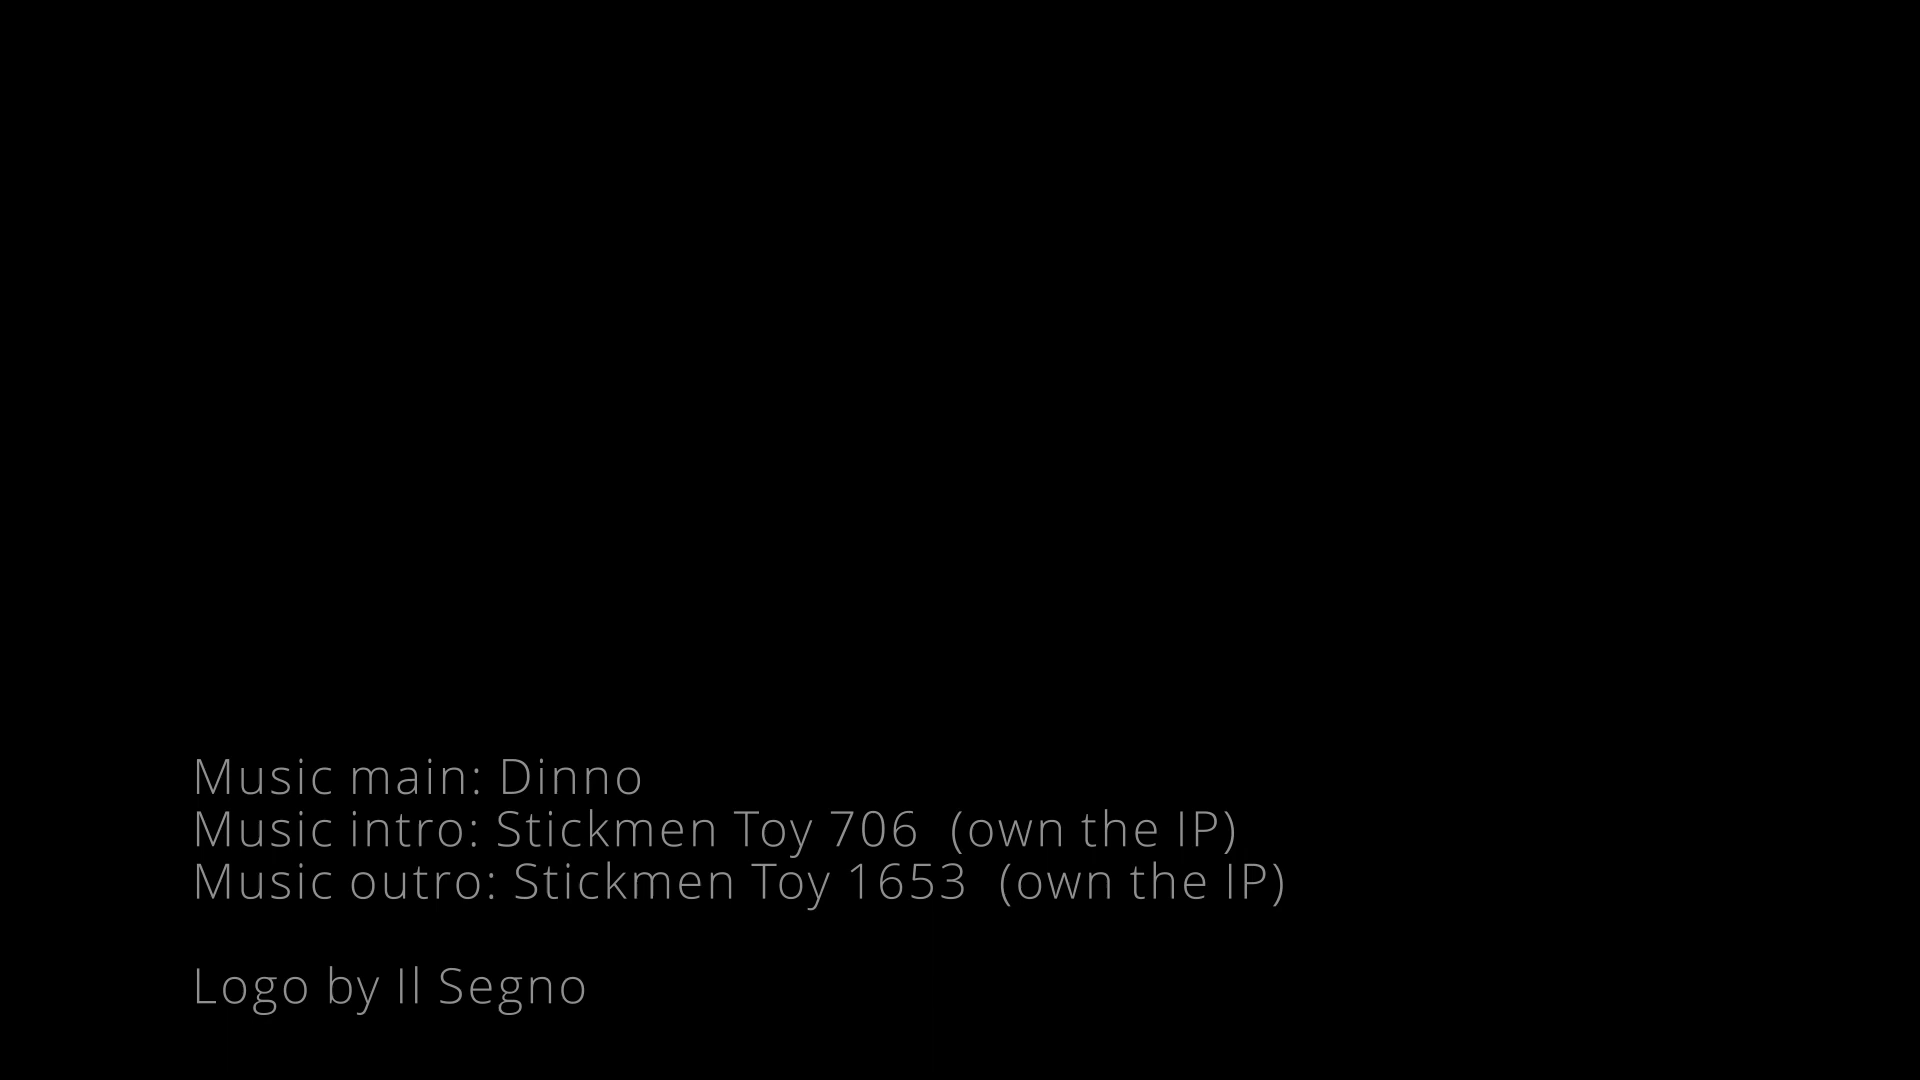 Music main: Dinno
Music intro: Stickmen Toy 706  (own the IP)
Music outro: Stickmen Toy 1653  (own the IP)
Logo by Il Segno